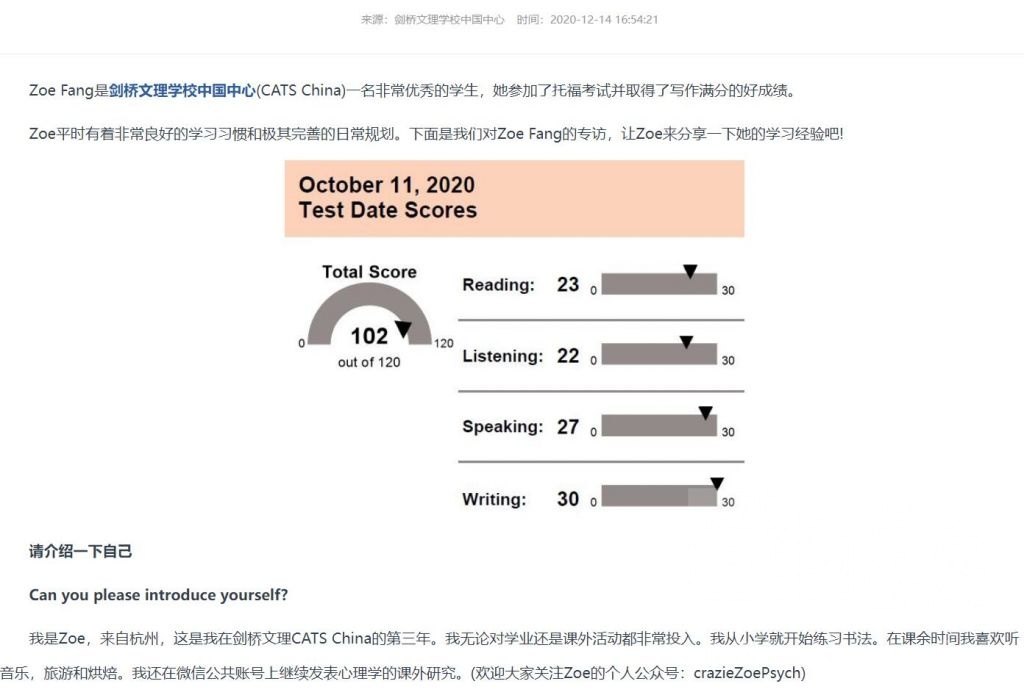 来源：剑桥文理学校中国中心 时间：2020-12-14 16:54:21
Zoe Fang是剑桥文理学校中国中心(CATS China)一名非常优秀的学生，她参加了托福考试并取得了写作满分的好成绩。
Zoe平时有着非常良好的学习习惯和极其完善的日常规划。下面是我们对Zoe Fang的专访，让Zoe来分享一下她的学习经验吧!
October 11, 2020
Test Date Scores
Total Score
0 102 120
out of 120
Reading: 23 0 30
Listening: 22 0 30
Speaking: 27 0 30
Writing: 30 0 30
请介绍一下自己
Can you please introduce yourself?
我是Zoe，来自杭州，这是我在剑桥文理CATS China的第三年。我无论对学业还是课外活动都非常投入。我从小学就开始练习书法。在课余时间我喜欢听
音乐，旅游和烘焙。我还在微信公共账号上继续发表心理学的课外研究。(欢迎大家关注Zoe的个人公众号：crazieZoePsych)